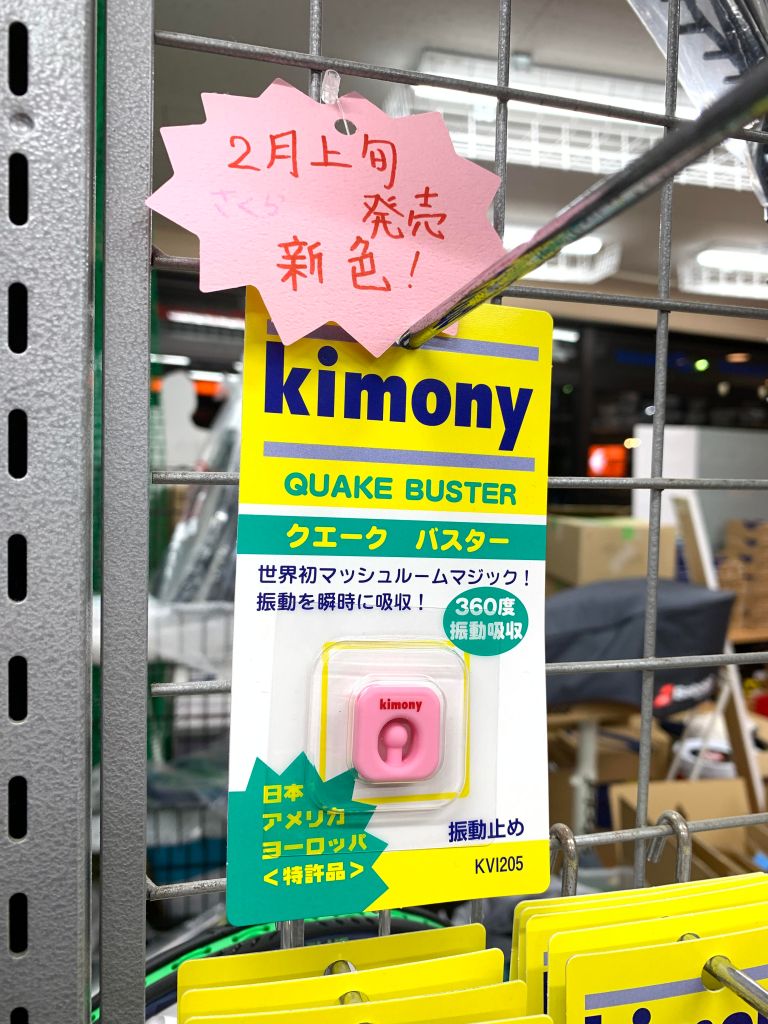 2月上旬
さくら
発売
新色!
kimony
QUAKE BUSTER
クエーク バスター
世界初マッシュルームマジック!
振動を瞬時に吸収!
360度
振動吸収
kimony
日本
アメリカ
ヨーロッパ
<特許品>
振動止め
KVI205
kimony